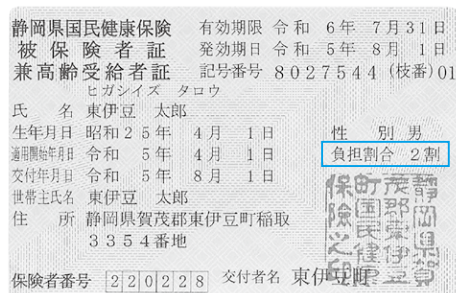 静岡県国民健康保険 有効期限 令和 6年 7月31日
被保険者証 発効期日 令和 5年 8月 1日
兼高齢受給者証 記号番号 8027544 (枝番)01
ヒガシイズ タロウ
氏 名 東伊豆 太郎
生年月日 昭和25年 4月 1日 性 別 男
適用開始年月日 令和 5年 4月 1日 負担割合 2割
交付年月日 令和 5年 8月 1日
世帯主氏名 東伊豆 太郎
住 所 静岡県賀茂郡東伊豆町稲取
3354番地
保険者番号 220228 交付者名 東伊豆町
静岡県賀
茂郡東伊豆
町国民健康
保險之印